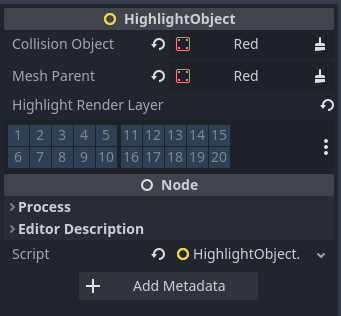 HighlightObject
Collision Object Red
Mesh Parent Red
Highlight Render Layer
1 2 3 4 5 11 12 13 14 15
6 7 8 9 10 16 17 18 19 20
Node
Process
Editor Description
Script HighlightObject.
Add Metadata